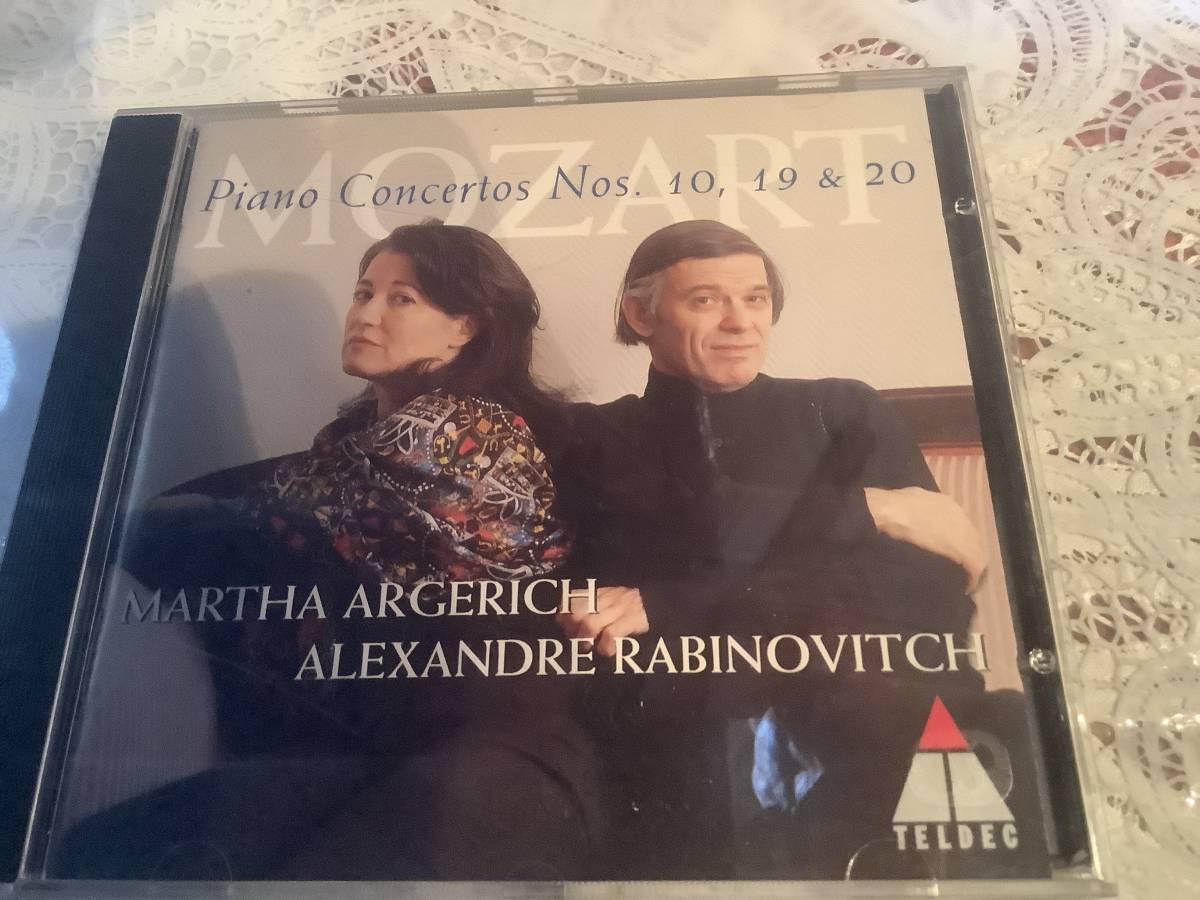 MOZART
Piano Concertos Nos. 10, 19 & 20
MARTHA ARGERICH
ALEXANDRE RABINOVITCH
TELDEC